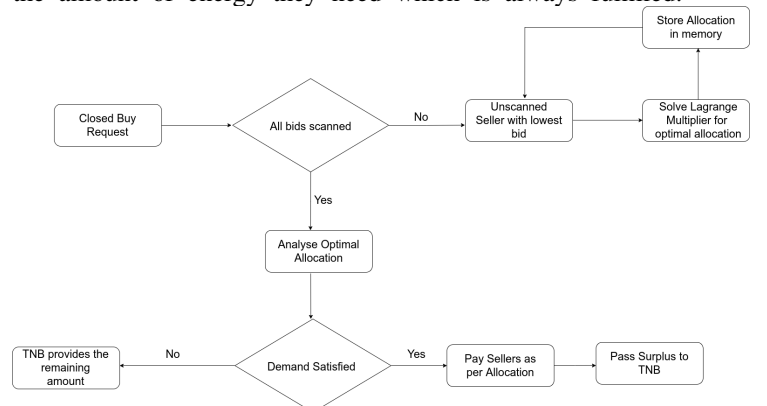 the amount of energy they need which is always fulfilled.
Store Allocation
in memory
Closed Buy
Request
All bids scanned
No
Unscanned
Seller with lowest
bid
Solve Lagrange
Multiplier for
optimal allocation
Yes
Analyse Optimal
Allocation
TNB provides the
remaining
amount
No
Demand Satisfied
Yes
Pay Sellers as
per Allocation
Pass Surplus to
TNB